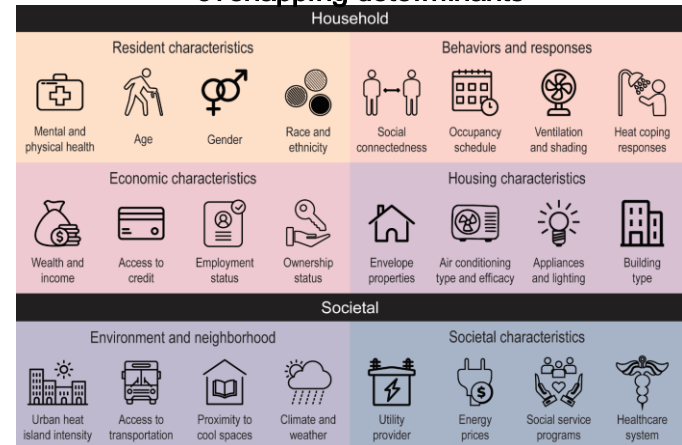 Household
Resident characteristics
Behaviors and responses
Mental and
physical health
Age
Gender
Race and
ethnicity
Social
connectedness
Occupancy
schedule
Ventilation
and shading
Heat coping
responses
Economic characteristics
Housing characteristics
Wealth and
income
Access to
credit
Employment
status
Ownership
status
Envelope
properties
Air conditioning
type and efficacy
Appliances
and lighting
Building
type
Societal
Environment and neighborhood
Societal characteristics
Urban heat
island intensity
Access to
transportation
Proximity to
cool spaces
Climate and
weather
Utility
provider
Energy
prices
Social service
programs
Healthcare
system